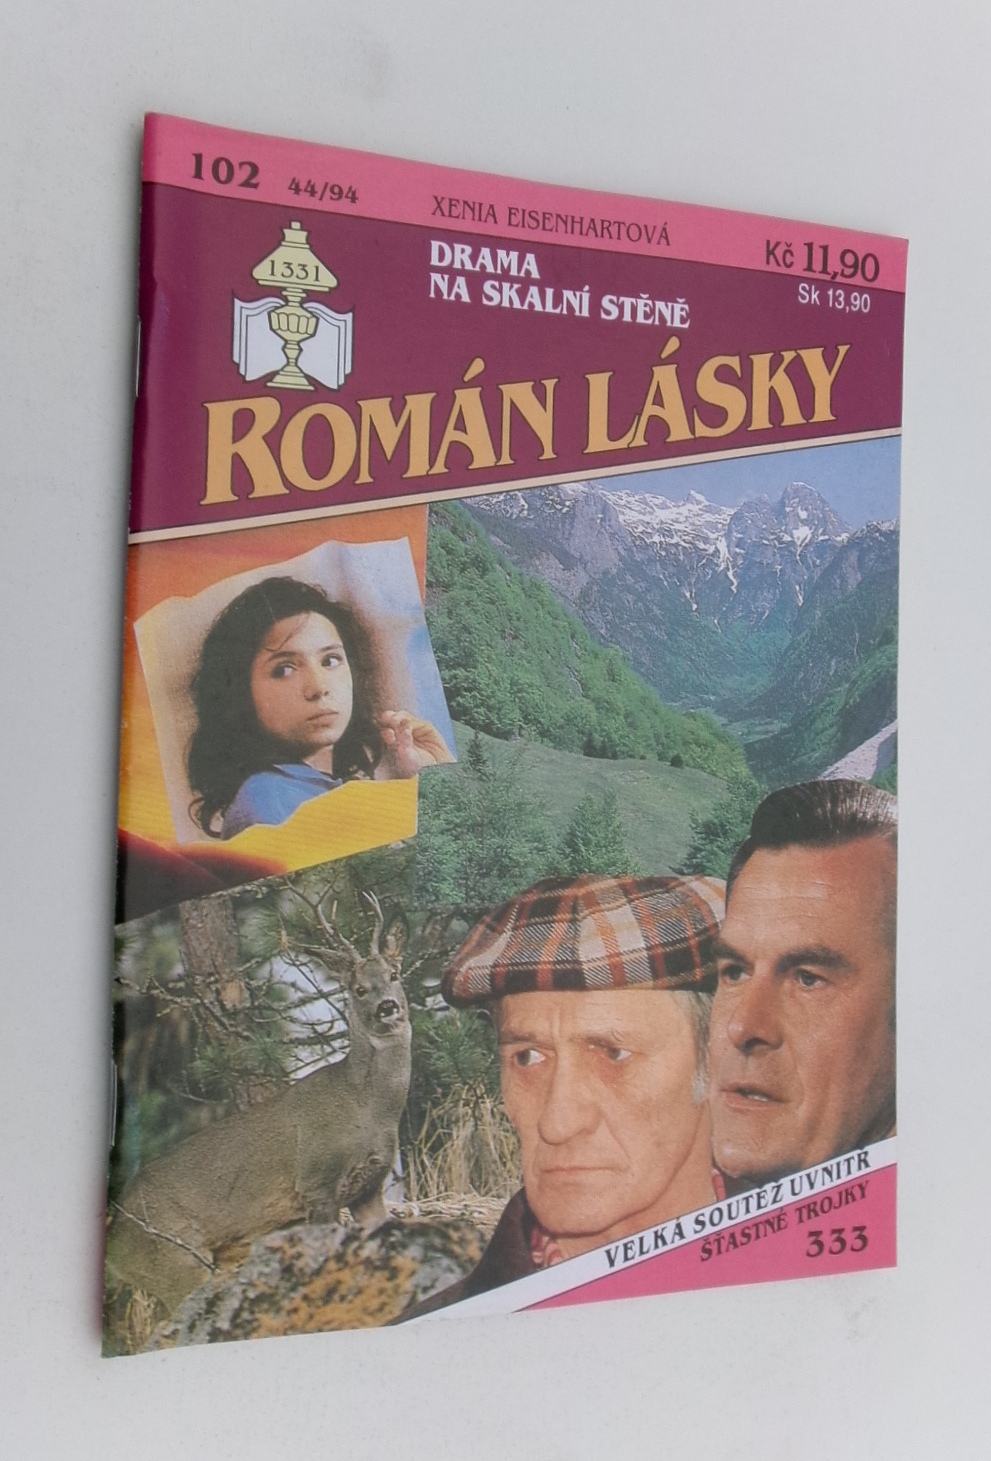 102 44/94 XENIA EISENHARTOVÁ
Kč 11,90
Sk 13,90
1331
DRAMA
NA SKALNÍ STĚNĚ
ROMÁN LÁSKY
VELKÁ SOUTĚŽ UVNITŘ
ŠŤASTNÉ TROJKY
333